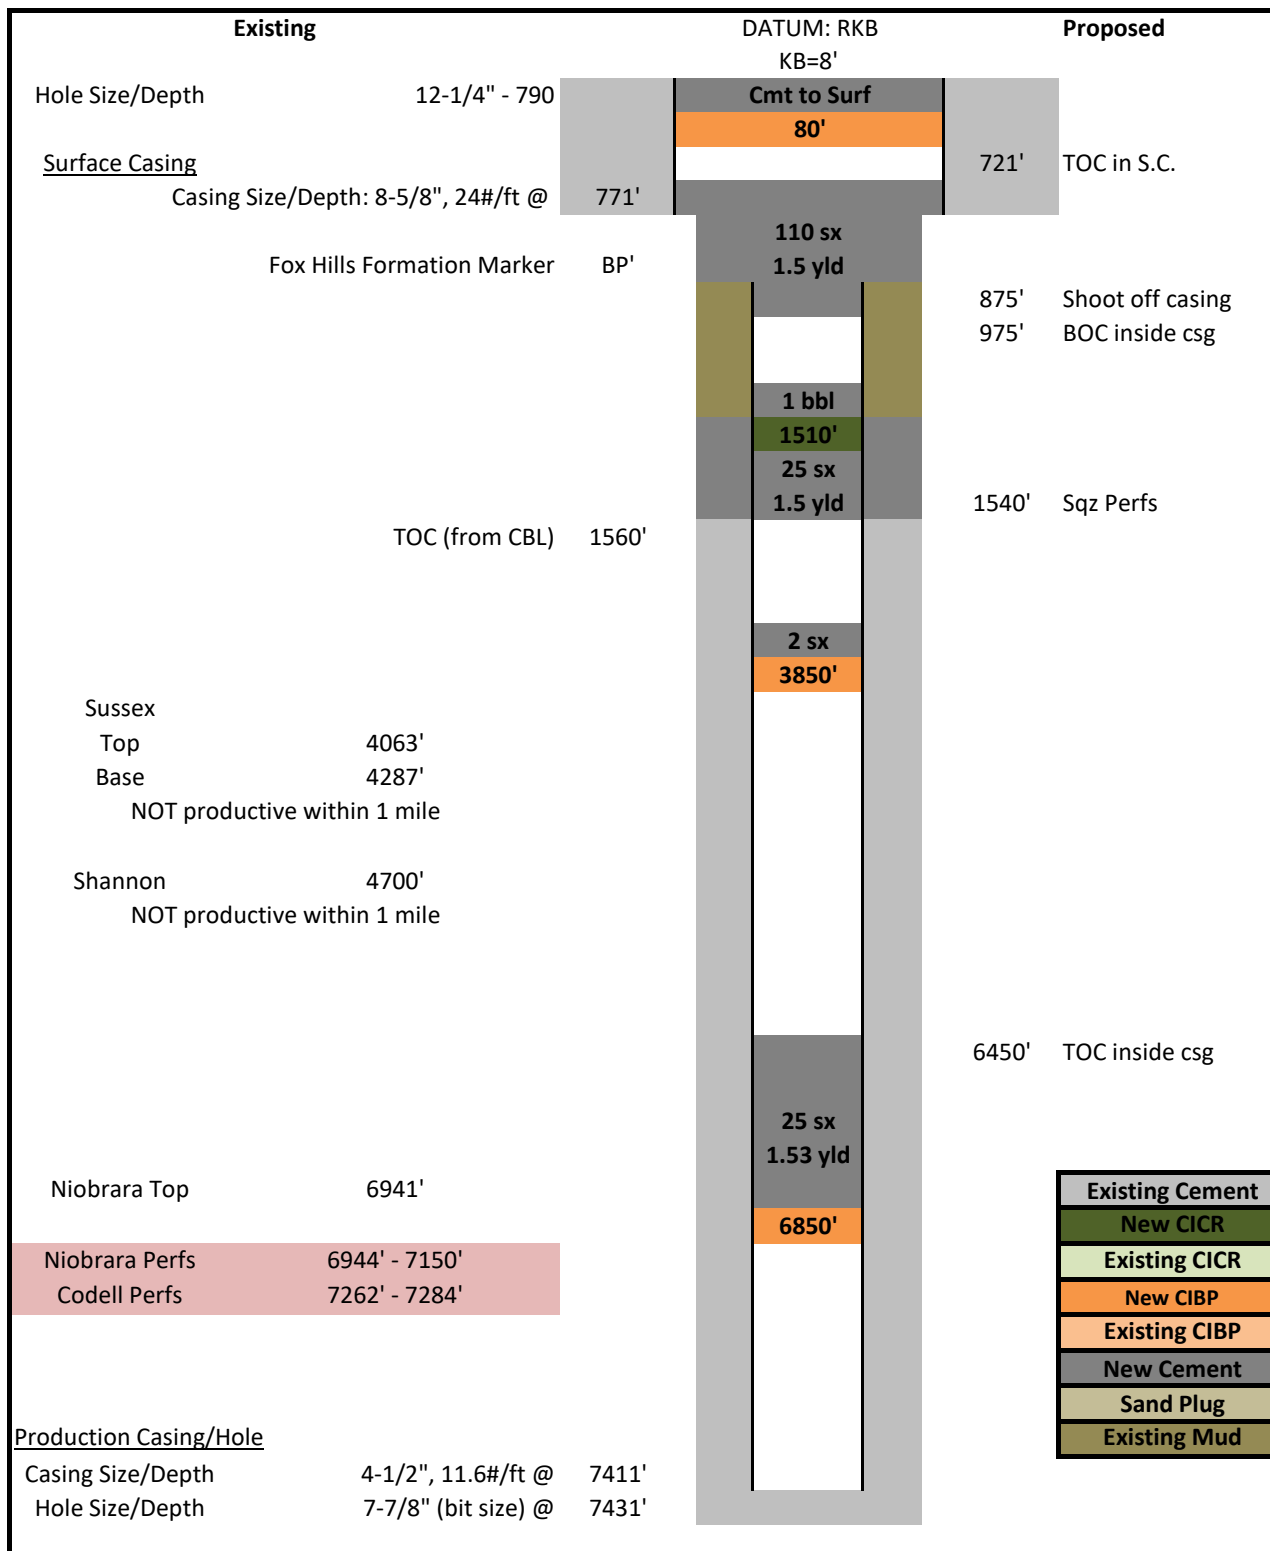 Existing DATUM: RKB Proposed
KB=8'
Hole Size/Depth 12-1/4" - 790 Cmt to Surf
80'
Surface Casing 721' TOC in S.C.
Casing Size/Depth: 8-5/8", 24#/ft @ 771'
110 sx
Fox Hills Formation Marker BP' 1.5 yld
875' Shoot off casing
975' BOC inside csg
1 bbl
1510'
25 sx
1.5 yld 1540' Sqz Perfs
TOC (from CBL) 1560'
2 sx
3850'
Sussex
Top 4063'
Base 4287'
NOT productive within 1 mile
Shannon 4700'
NOT productive within 1 mile
6450' TOC inside csg
25 sx
1.53 yld
Niobrara Top 6941' Existing Cement
6850' New CICR
Niobrara Perfs 6944' - 7150' Existing CICR
Codell Perfs 7262' - 7284' New CIBP
Existing CIBP
New Cement
Sand Plug
Production Casing/Hole Existing Mud
Casing Size/Depth 4-1/2", 11.6#/ft @ 7411'
Hole Size/Depth 7-7/8" (bit size) @ 7431'